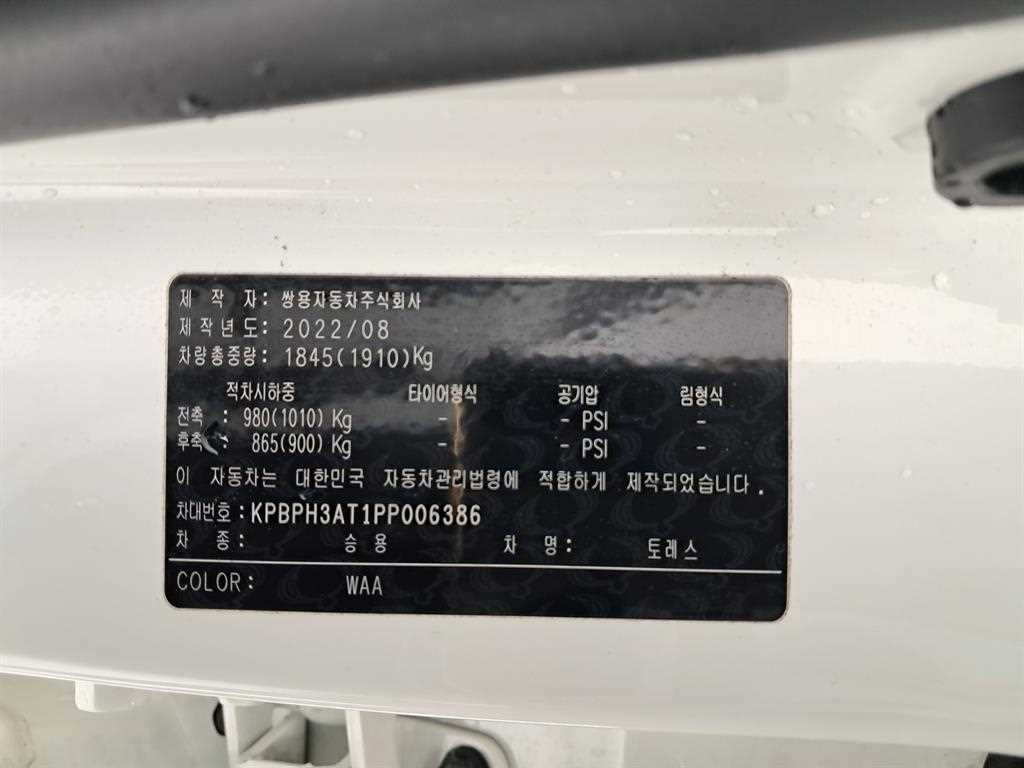 제 작 자: 쌍용자동차주식회사
제작년도: 2022/08
차량총중량: 1845(1910)Kg
적차시하중 타이어형식 공기압 림형식
전축 : 980(1010) Kg - - PSI -
후축 : 865(900) Kg - - PSI -
이 자동차는 대한민국 자동차관리법령에 적합하게 제작되었습니다.
차대번호: KPBPH3AT1PP006386
차 종: 승용 차 명: 토레스
COLOR: WAA